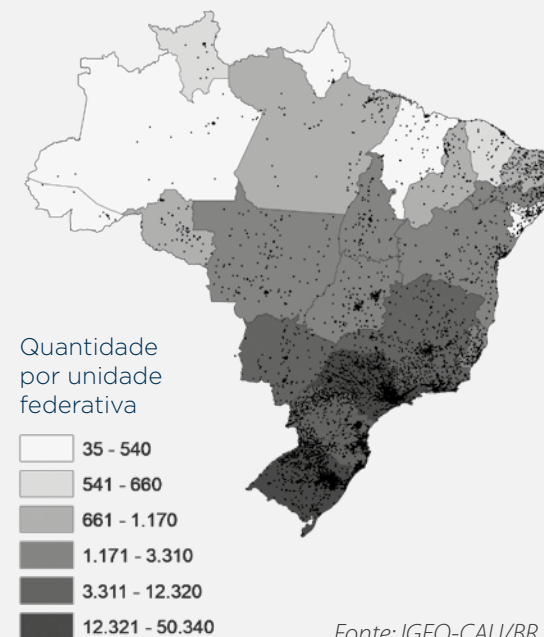 Quantidade
por unidade
federativa
35 - 540
541 - 660
661 - 1.170
1.171 - 3.310
3.311 - 12.320
12.321 - 50.340
Fonte: IGEO-CAU/BR